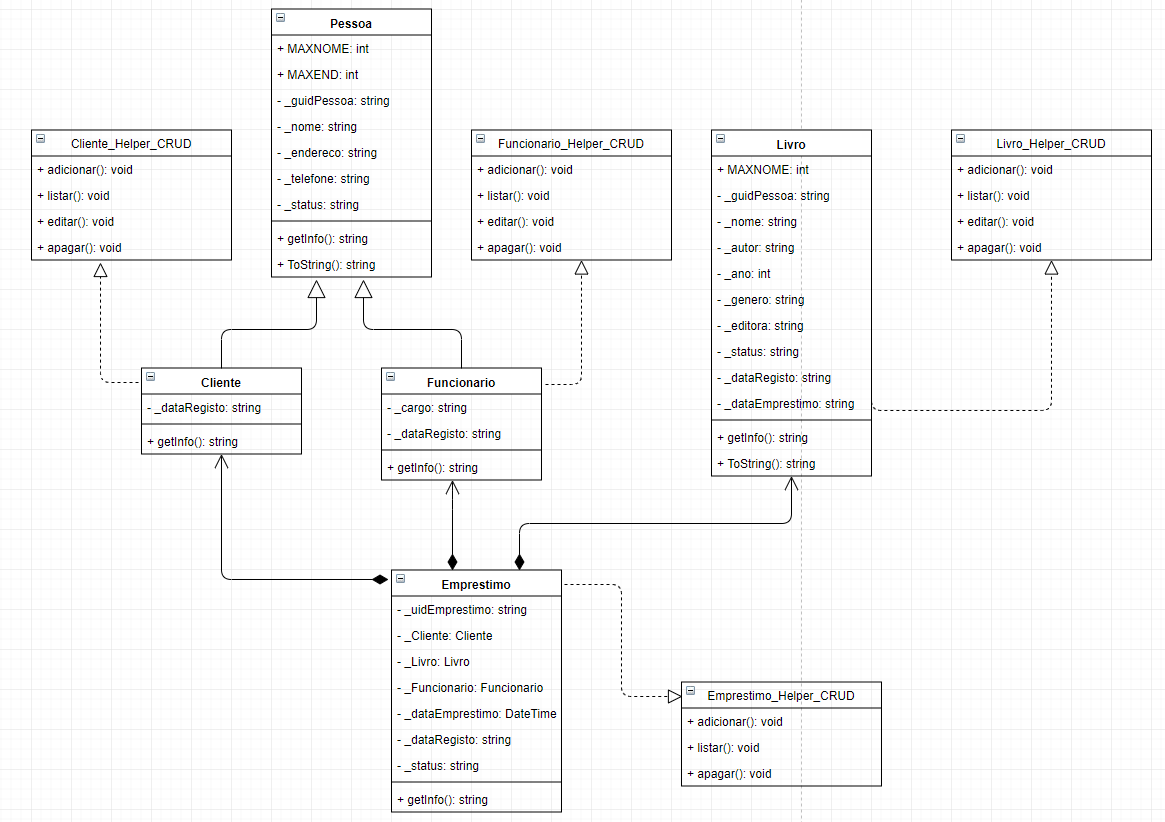 Pessoa
+ MAXNOME: int
+ MAXEND: int
- _guidPessoa: string
- _nome: string
- _endereco: string
- _telefone: string
- _status: string
+ getInfo(): string
+ ToString(): string
Cliente_Helper_CRUD
+ adicionar(): void
+ listar(): void
+ editar(): void
+ apagar(): void
Funcionario_Helper_CRUD
+ adicionar(): void
+ listar(): void
+ editar(): void
+ apagar(): void
Livro
+ MAXNOME: int
- _guidPessoa: string
- _nome: string
- _autor: string
- _ano: int
- _genero: string
- _editora: string
- _status: string
- _dataRegisto: string
- _dataEmprestimo: string
+ getInfo(): string
+ ToString(): string
Livro_Helper_CRUD
+ adicionar(): void
+ listar(): void
+ editar(): void
+ apagar(): void
Cliente
- _dataRegisto: string
+ getInfo(): string
Funcionario
- _cargo: string
- _dataRegisto: string
+ getInfo(): string
Emprestimo
- _uidEmprestimo: string
- _Cliente: Cliente
- _Livro: Livro
- _Funcionario: Funcionario
- _dataEmprestimo: DateTime
- _dataRegisto: string
- _status: string
+ getInfo(): string
Emprestimo_Helper_CRUD
+ adicionar(): void
+ listar(): void
+ apagar(): void